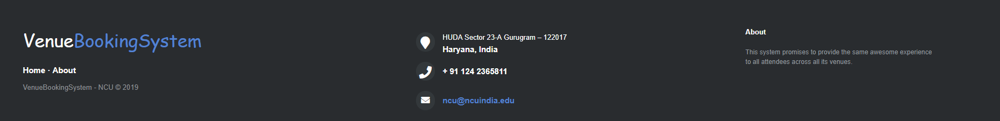 VenueBookingSystem
Home · About
VenueBookingSystem - NCU © 2019
HUDA Sector 23-A Gurugram – 122017
Haryana, India
+ 91 124 2365811
ncu@ncuindia.edu
About
This system promises to provide the same awesome experience
to all attendees across all its venues.